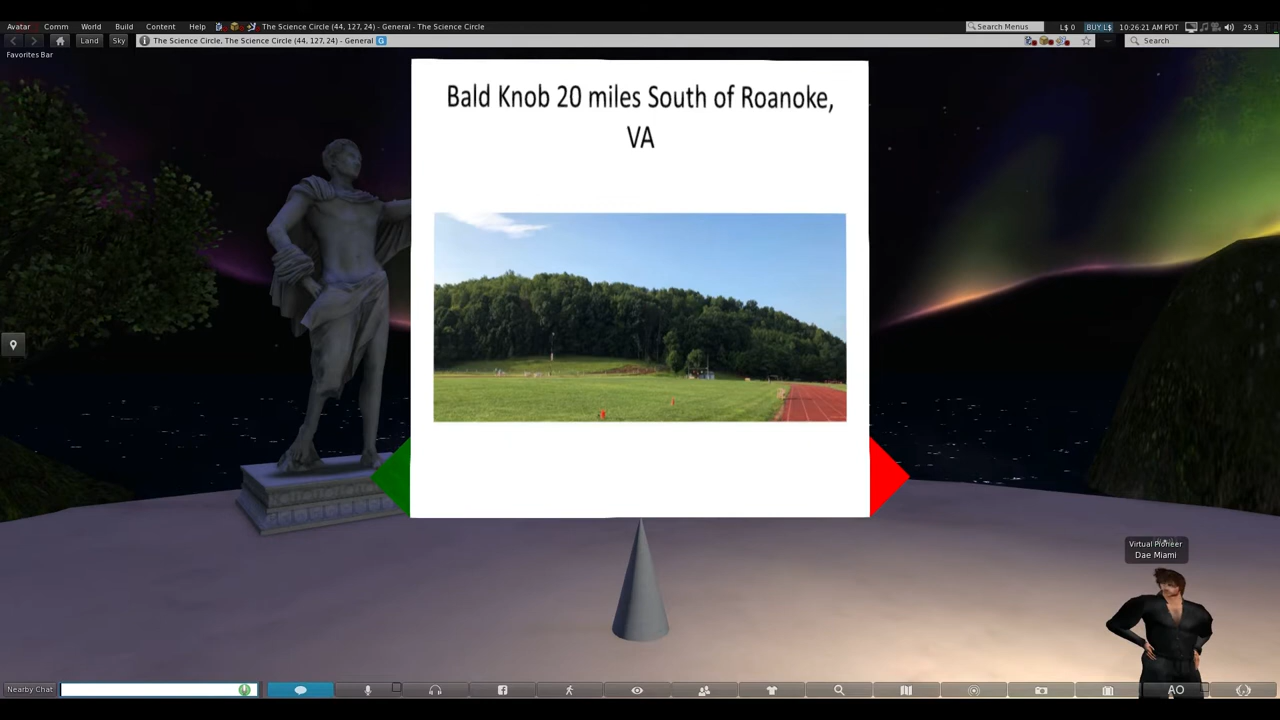 Avatar Comm World Build Content Help The Science Circle (44, 127, 24) - General - The Science Circle Search Menus L$ 0 BUY L$ 10:26:21 AM PDT 29.3
Land Sky The Science Circle, The Science Circle (44, 127, 24) - General G Search
Favorites Bar
Bald Knob 20 miles South of Roanoke,
VA
Virtual Pioneer
Dae Miami
Nearby Chat AO